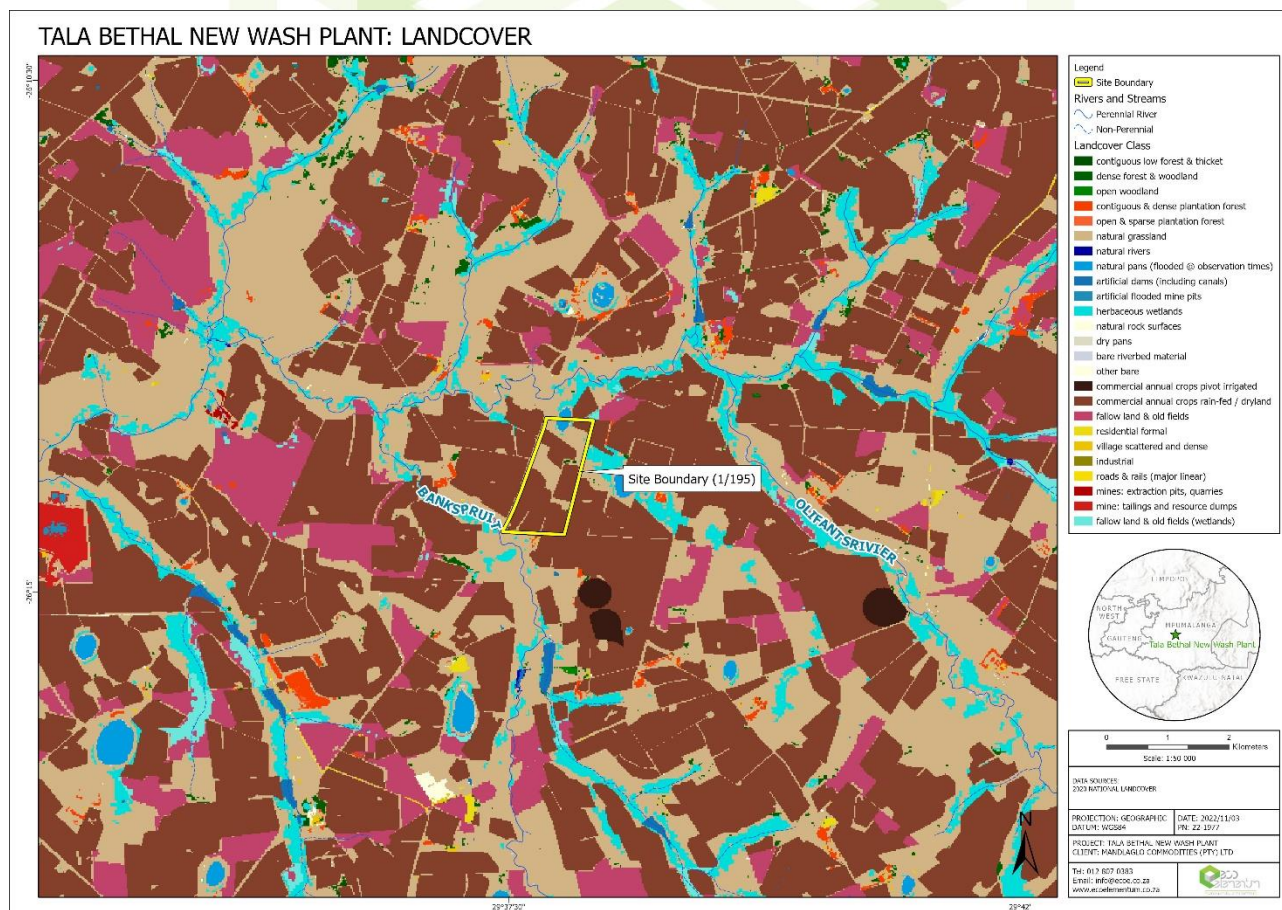 TALA BETHAL NEW WASH PLANT: LANDCOVER
-26°10'30"
-26°15'
29°37'30"
29°42'
BANKSPRUIT
OLIFANTSRIVIER
Site Boundary (1/195)
Legend
Site Boundary
Rivers and Streams
Perennial River
Non-Perennial
Landcover Class
contiguous low forest & thicket
dense forest & woodland
open woodland
contiguous & dense plantation forest
open & sparse plantation forest
natural grassland
natural rivers
natural pans (flooded @ observation times)
artificial dams (including canals)
artificial flooded mine pits
herbaceous wetlands
natural rock surfaces
dry pans
bare riverbed material
other bare
commercial annual crops pivot irrigated
commercial annual crops rain-fed / dryland
fallow land & old fields
residential formal
village scattered and dense
industrial
roads & rails (major linear)
mines: extraction pits, quarries
mine: tailings and resource dumps
fallow land & old fields (wetlands)
LIMPOPO
NORTH WEST
MPUMALANGA
GAUTENG
Tala Bethal New Wash Plant
FREE STATE
KWAZULU-NATAL
0 1 2
Kilometers
Scale: 1:50 000
DATA SOURCES:
2020 NATIONAL LANDCOVER
N
PROJECTION: GEOGRAPHIC
DATUM: WGS84
DATE: 2022/11/03
PN: 22-1977
PROJECT: TALA BETHAL NEW WASH PLANT
CLIENT: MANDLAGLO COMMODITIES (PTY) LTD
Tel: 012 807 0383
Email: info@ecoe.co.za
www.ecoelementum.co.za
eco
elementum